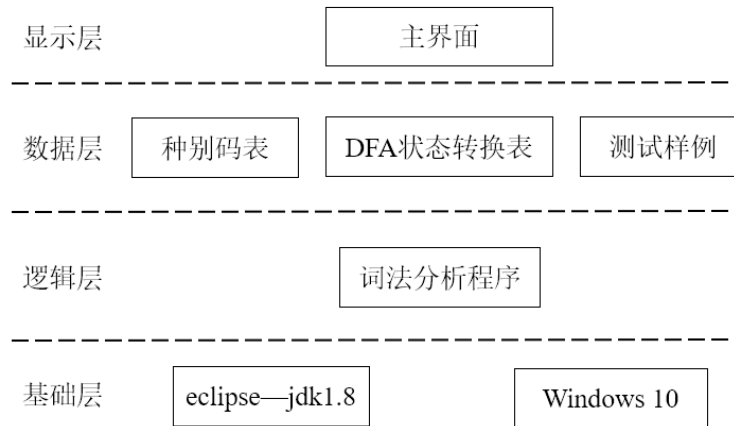 显示层 主界面
数据层 种别码表 DFA状态转换表 测试样例
逻辑层 词法分析程序
基础层 eclipse—jdk1.8 Windows 10